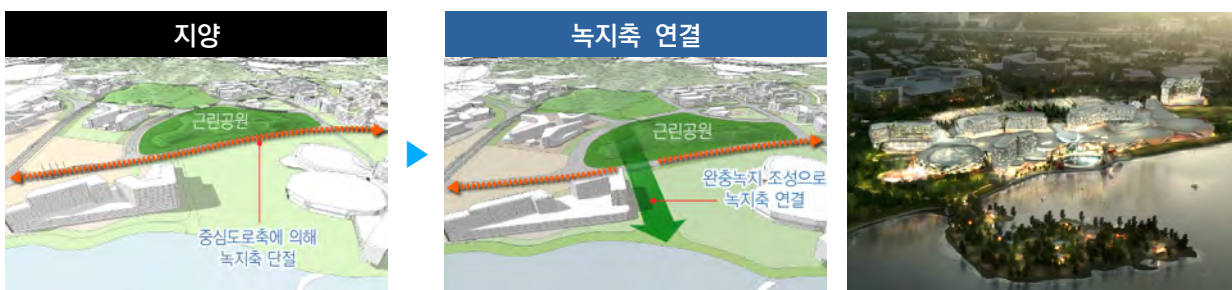 지양
근린공원
중심도로축에 의해
녹지축 단절
녹지축 연결
근린공원
완충녹지 조성으로
녹지축 연결